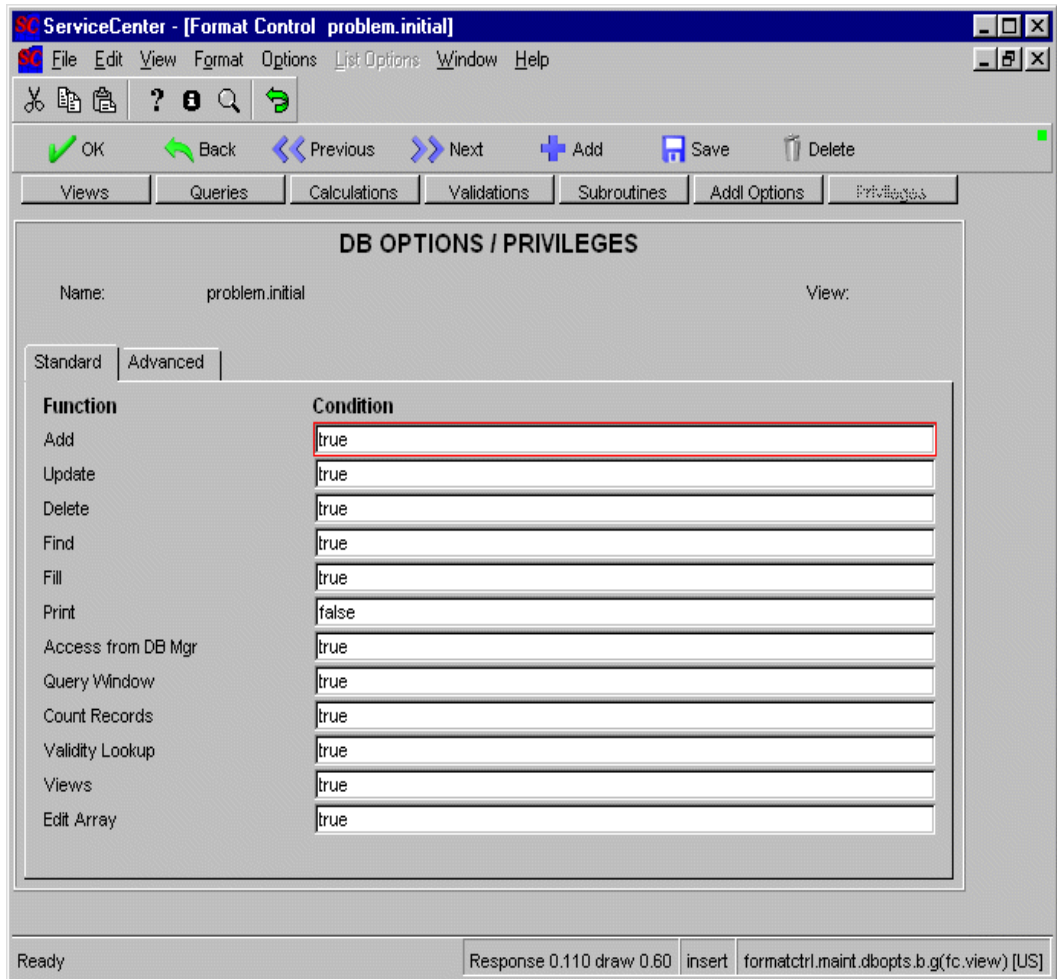 SC ServiceCenter - [Format Control problem.initial]
SC File Edit View Format Options List Options Window Help
OK Back Previous Next Add Save Delete
Views Queries Calculations Validations Subroutines Addl Options Privileges
DB OPTIONS / PRIVILEGES
Name: problem.initial View:
Standard Advanced
Function Condition
Add true
Update true
Delete true
Find true
Fill true
Print false
Access from DB Mgr true
Query Window true
Count Records true
Validity Lookup true
Views true
Edit Array true
Ready Response 0.110 draw 0.60 insert formatctrl.maint.dbopts.b.g(fc.view) [US]